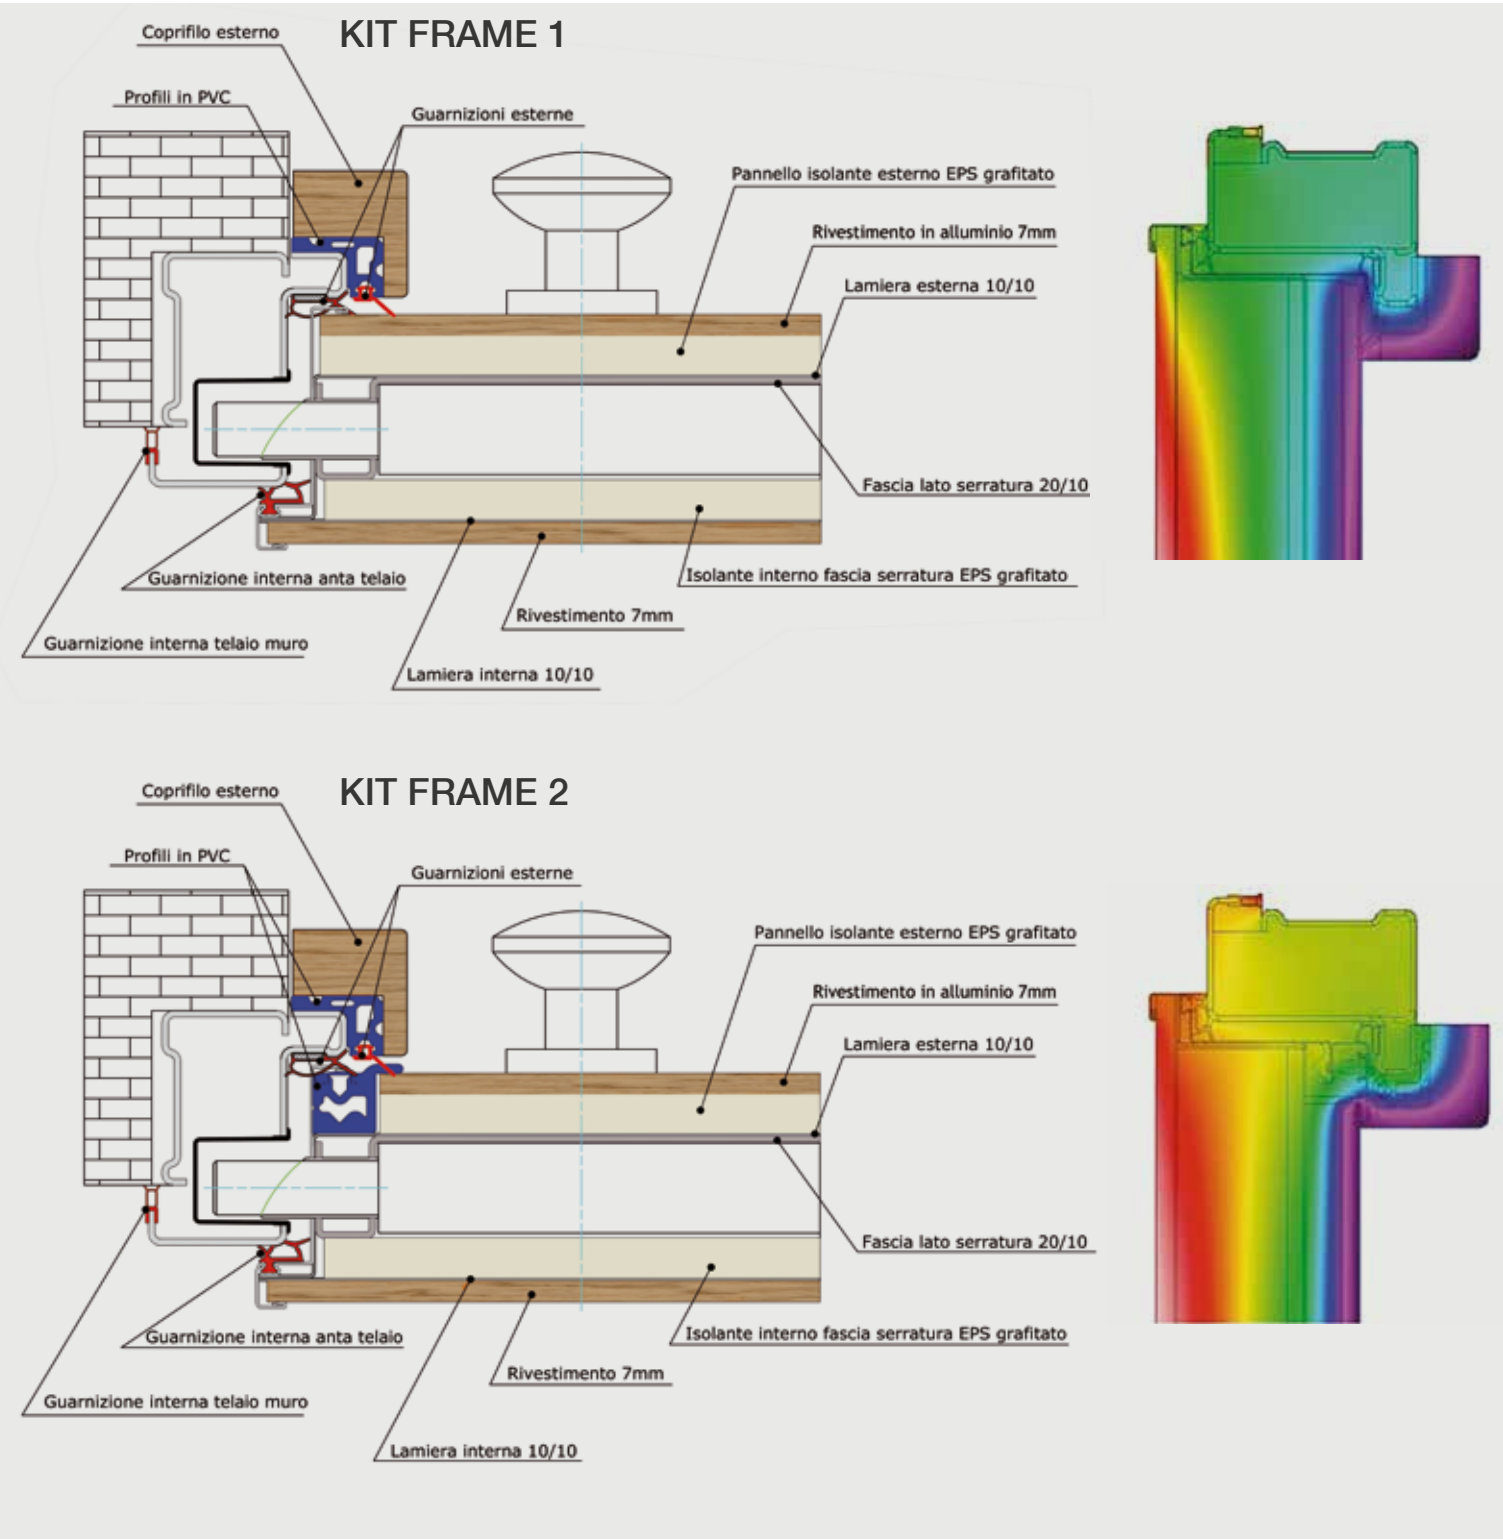 KIT FRAME 1
Coprifilo esterno
Profili in PVC
Guarnizioni esterne
Pannello isolante esterno EPS grafitato
Rivestimento in alluminio 7mm
Lamiera esterna 10/10
Fascia lato serratura 20/10
Guarnizione interna anta telaio
Isolante interno fascia serratura EPS grafitato
Rivestimento 7mm
Guarnizione interna telaio muro
Lamiera interna 10/10
KIT FRAME 2
Coprifilo esterno
Profili in PVC
Guarnizioni esterne
Pannello isolante esterno EPS grafitato
Rivestimento in alluminio 7mm
Lamiera esterna 10/10
Fascia lato serratura 20/10
Guarnizione interna anta telaio
Isolante interno fascia serratura EPS grafitato
Rivestimento 7mm
Guarnizione interna telaio muro
Lamiera interna 10/10